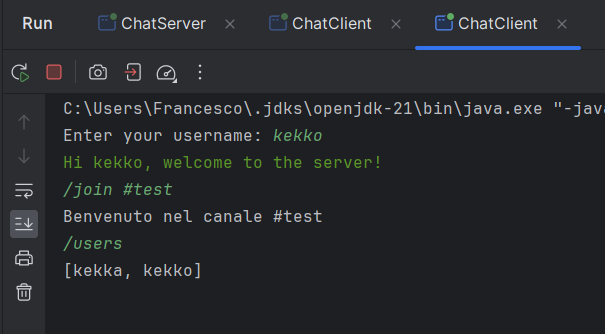 Run ChatServer ChatClient ChatClient
C:\Users\Francesco\.jdks\openjdk-21\bin\java.exe "-java
Enter your username: kekko
Hi kekko, welcome to the server!
/join #test
Benvenuto nel canale #test
/users
[kekka, kekko]